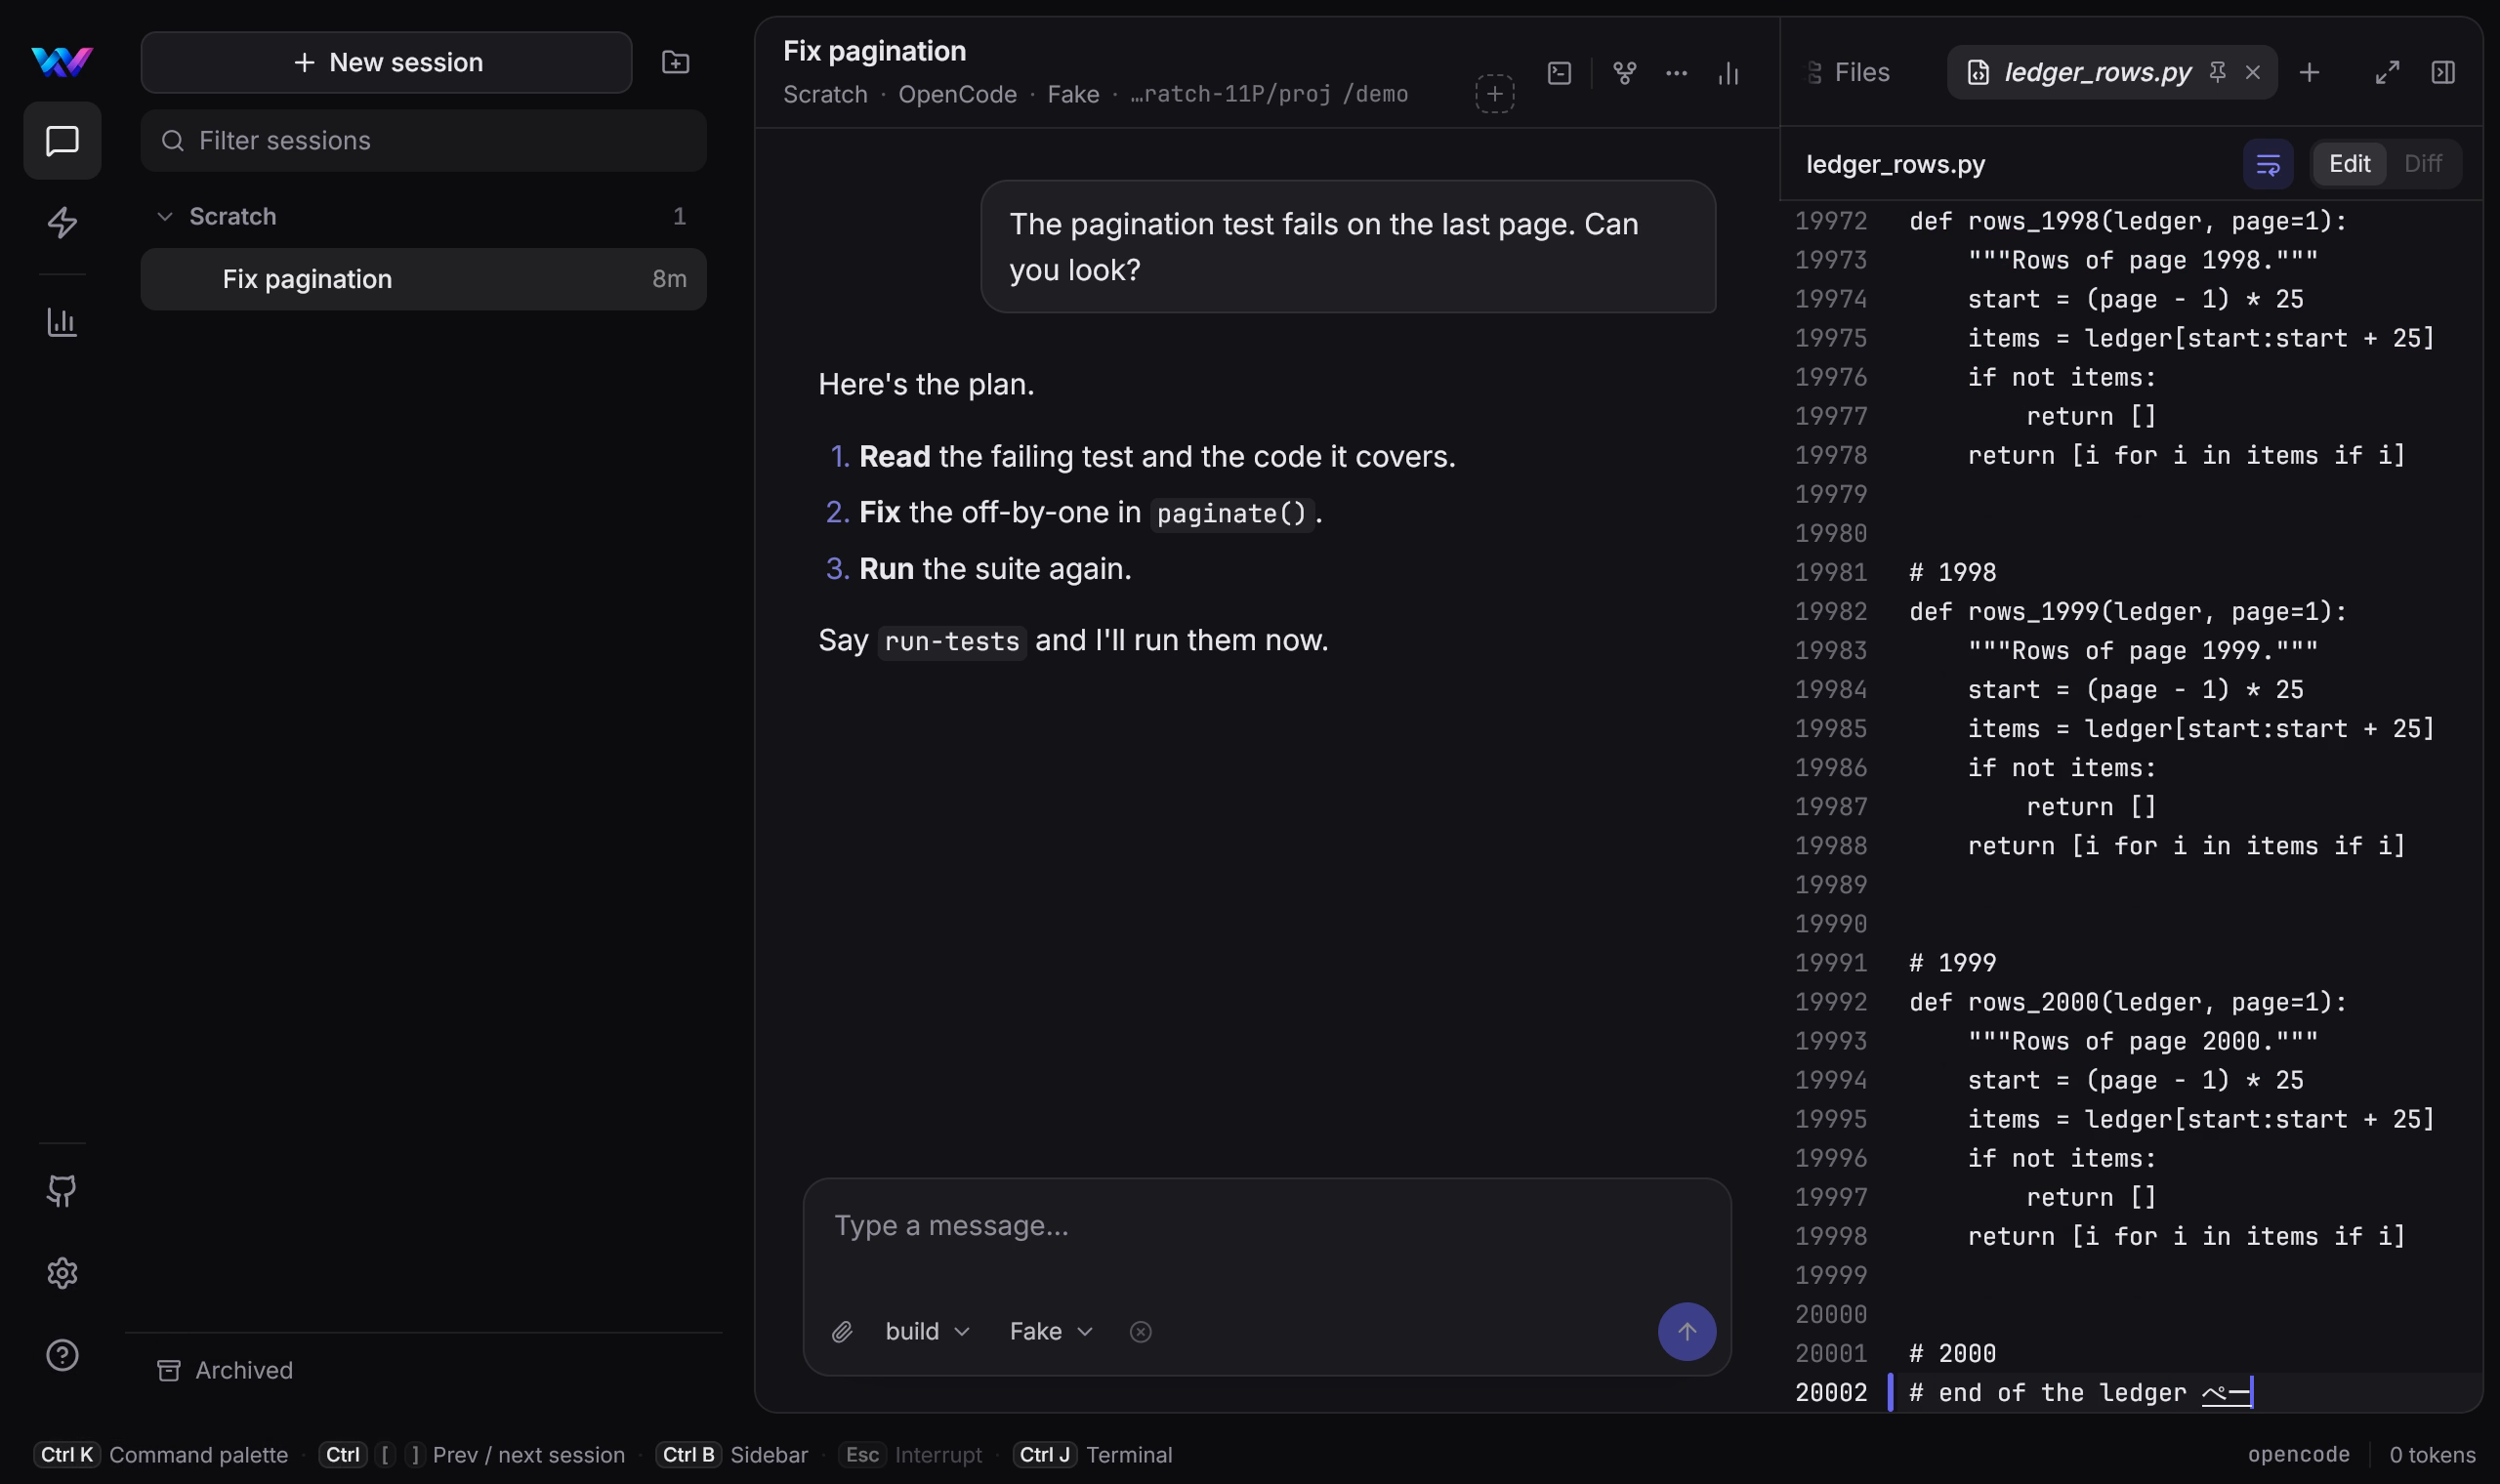 New session
Filter sessions
Scratch 1
Fix pagination 8m
Archived
Fix pagination
Scratch · OpenCode · Fake · …ratch-11P/proj /demo
The pagination test fails on the last page. Can
you look?
Here's the plan.
1. Read the failing test and the code it covers.
2. Fix the off-by-one in paginate().
3. Run the suite again.
Say run-tests and I'll run them now.
Type a message...
build Fake
Files ledger_rows.py
ledger_rows.py Edit Diff
19972 def rows_1998(ledger, page=1):
19973 """Rows of page 1998."""
19974 start = (page - 1) * 25
19975 items = ledger[start:start + 25]
19976 if not items:
19977 return []
19978 return [i for i in items if i]
19979
19980
19981 # 1998
19982 def rows_1999(ledger, page=1):
19983 """Rows of page 1999."""
19984 start = (page - 1) * 25
19985 items = ledger[start:start + 25]
19986 if not items:
19987 return []
19988 return [i for i in items if i]
19989
19990
19991 # 1999
19992 def rows_2000(ledger, page=1):
19993 """Rows of page 2000."""
19994 start = (page - 1) * 25
19995 items = ledger[start:start + 25]
19996 if not items:
19997 return []
19998 return [i for i in items if i]
19999
20000
20001 # 2000
20002 # end of the ledger ペー
Ctrl K Command palette · Ctrl [ ] Prev / next session · Ctrl B Sidebar · Esc Interrupt · Ctrl J Terminal
opencode 0 tokens